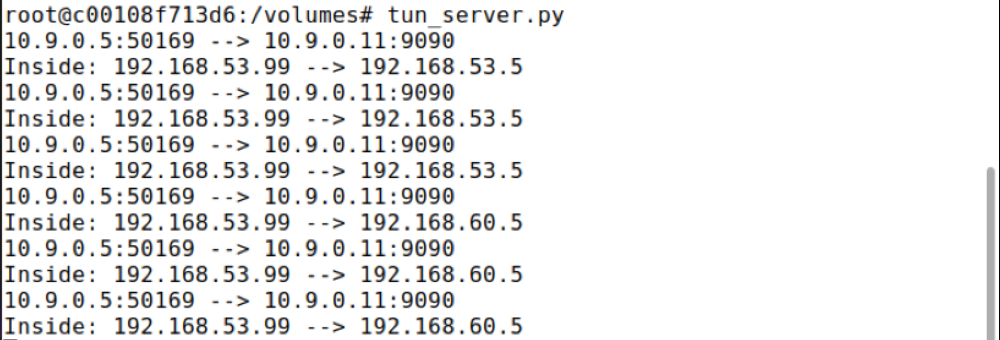 root@c00108f713d6:/volumes# tun_server.py
10.9.0.5:50169 --> 10.9.0.11:9090
Inside: 192.168.53.99 --> 192.168.53.5
10.9.0.5:50169 --> 10.9.0.11:9090
Inside: 192.168.53.99 --> 192.168.53.5
10.9.0.5:50169 --> 10.9.0.11:9090
Inside: 192.168.53.99 --> 192.168.53.5
10.9.0.5:50169 --> 10.9.0.11:9090
Inside: 192.168.53.99 --> 192.168.60.5
10.9.0.5:50169 --> 10.9.0.11:9090
Inside: 192.168.53.99 --> 192.168.60.5
10.9.0.5:50169 --> 10.9.0.11:9090
Inside: 192.168.53.99 --> 192.168.60.5